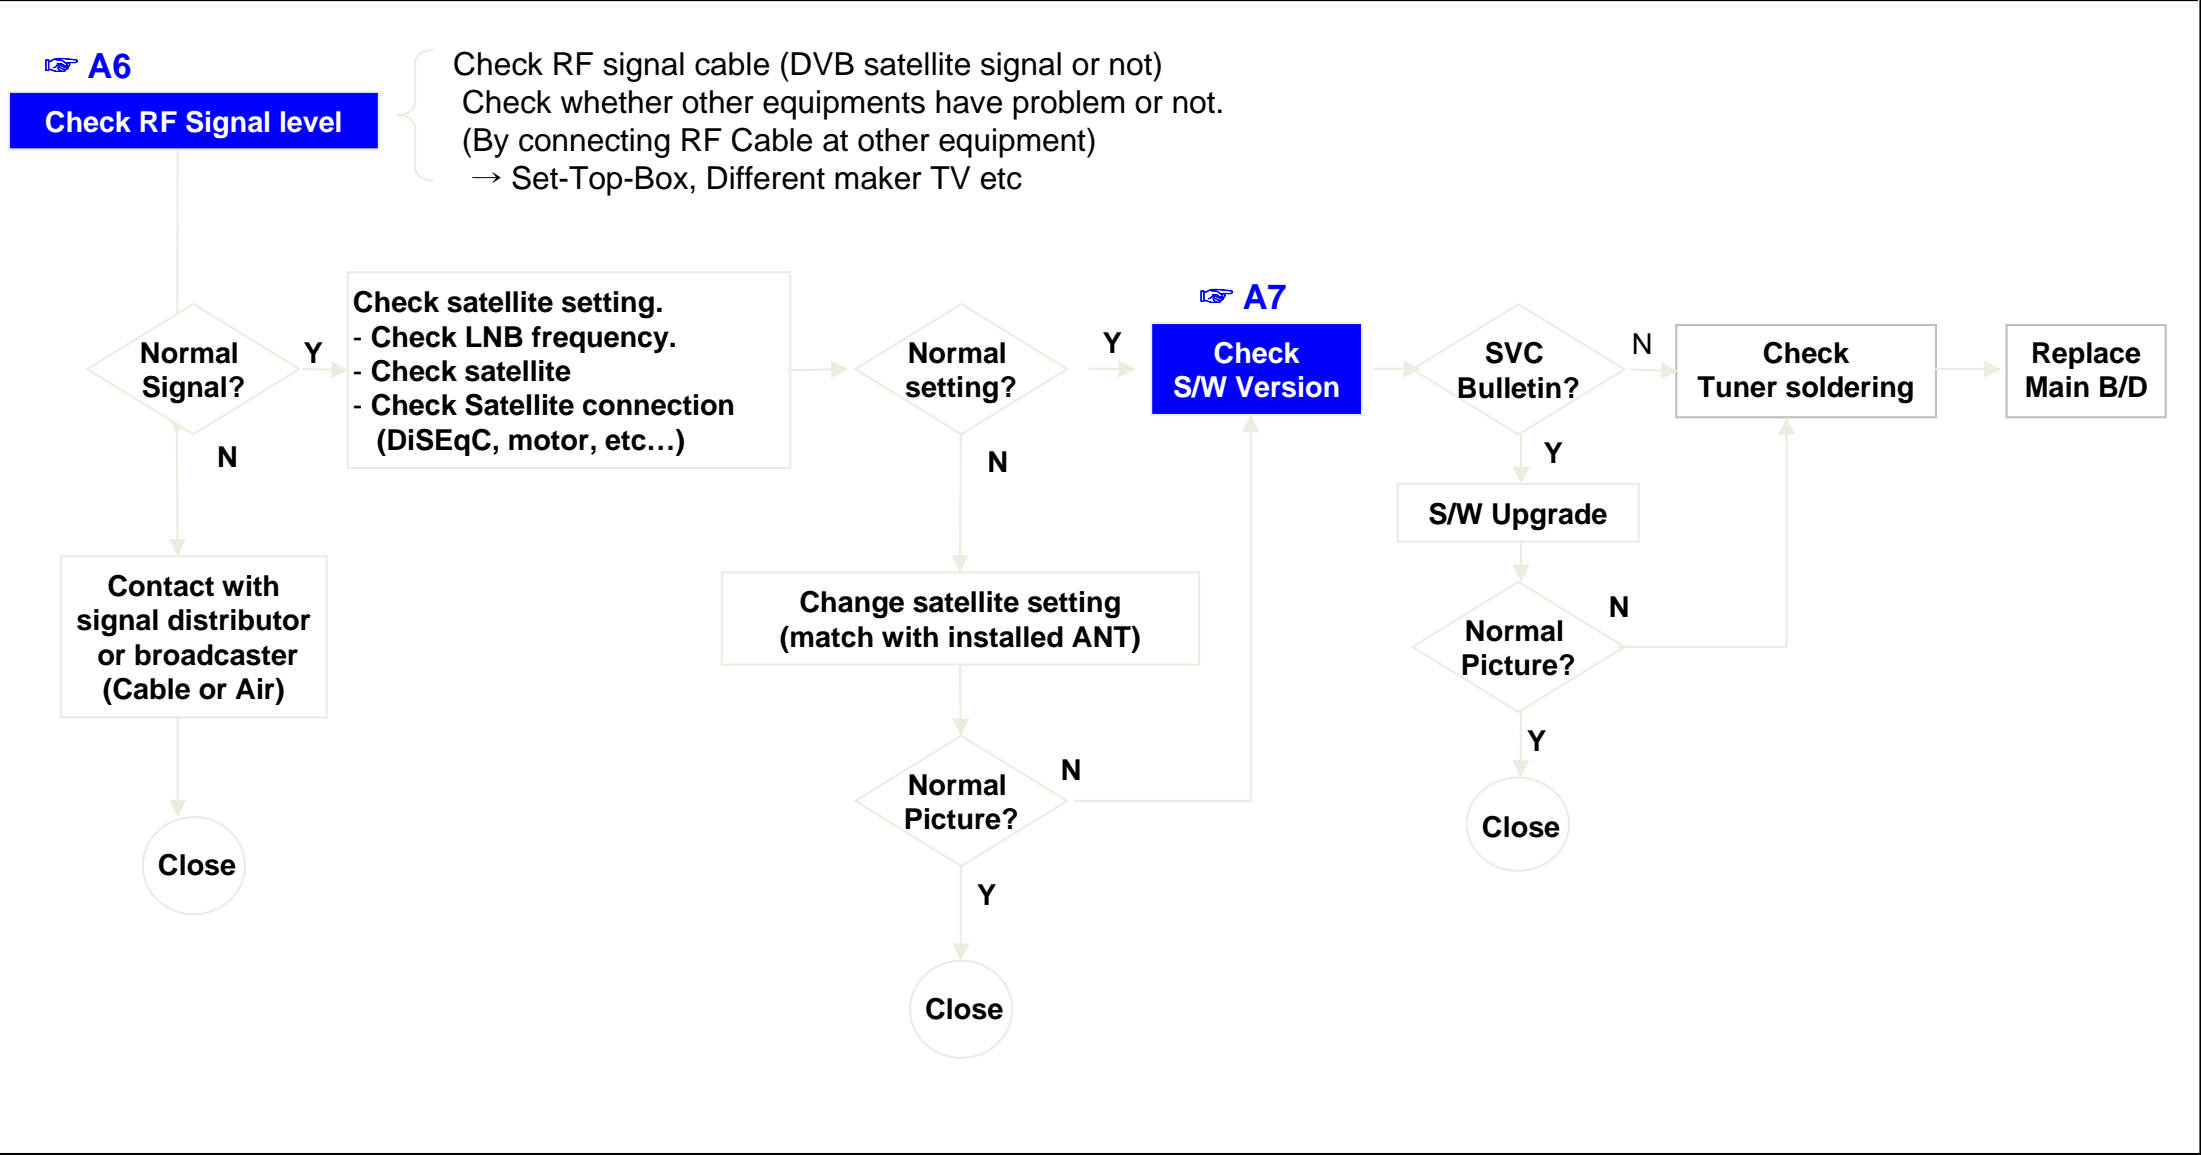 ☞ A6
Check RF Signal level
Check RF signal cable (DVB satellite signal or not)
Check whether other equipments have problem or not.
(By connecting RF Cable at other equipment)
→ Set-Top-Box, Different maker TV etc
Normal
Signal?
Y
N
Check satellite setting.
- Check LNB frequency.
- Check satellite
- Check Satellite connection
(DiSEqC, motor, etc…)
Normal
setting?
Y
N
☞ A7
Check
S/W Version
SVC
Bulletin?
N
Y
Check
Tuner soldering
Replace
Main B/D
S/W Upgrade
Contact with
signal distributor
or broadcaster
(Cable or Air)
Change satellite setting
(match with installed ANT)
Normal
Picture?
N
Y
Normal
Picture?
N
Y
Close
Close
Close